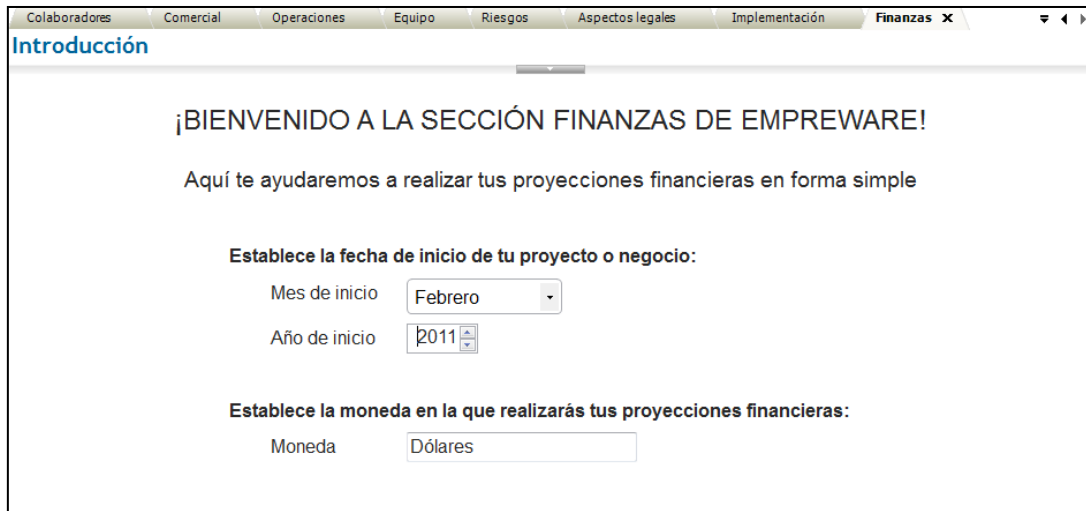 Colaboradores Comercial Operaciones Equipo Riesgos Aspectos legales Implementación Finanzas X
Introducción
¡BIENVENIDO A LA SECCIÓN FINANZAS DE EMPREWARE!
Aquí te ayudaremos a realizar tus proyecciones financieras en forma simple
Establece la fecha de inicio de tu proyecto o negocio:
Mes de inicio Febrero
Año de inicio 2011
Establece la moneda en la que realizarás tus proyecciones financieras:
Moneda Dólares